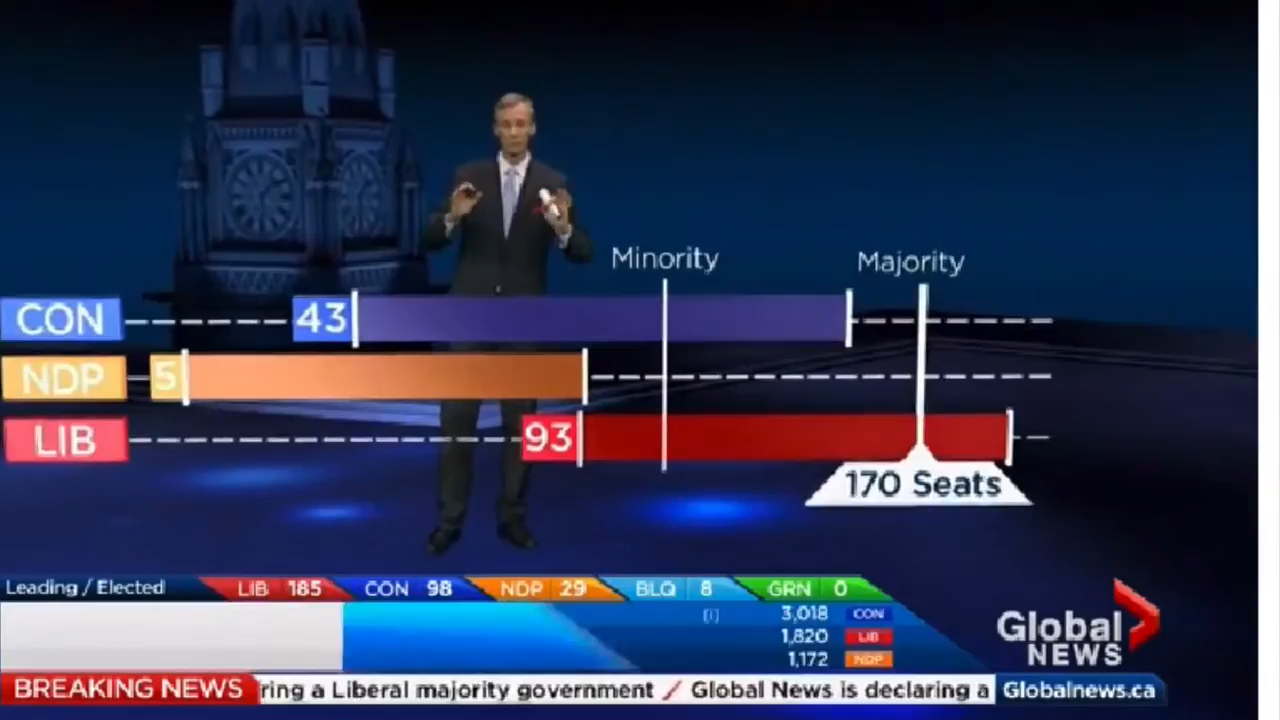 Minority
Majority
CON 43
NDP 5
LIB 93
170 Seats
Leading / Elected LIB 185 CON 98 NDP 29 BLQ 8 GRN 0
[i] 3,018 CON
1,820 LIB
1,172 NDP
Global
NEWS
BREAKING NEWS ring a Liberal majority government / Global News is declaring a Globalnews.ca